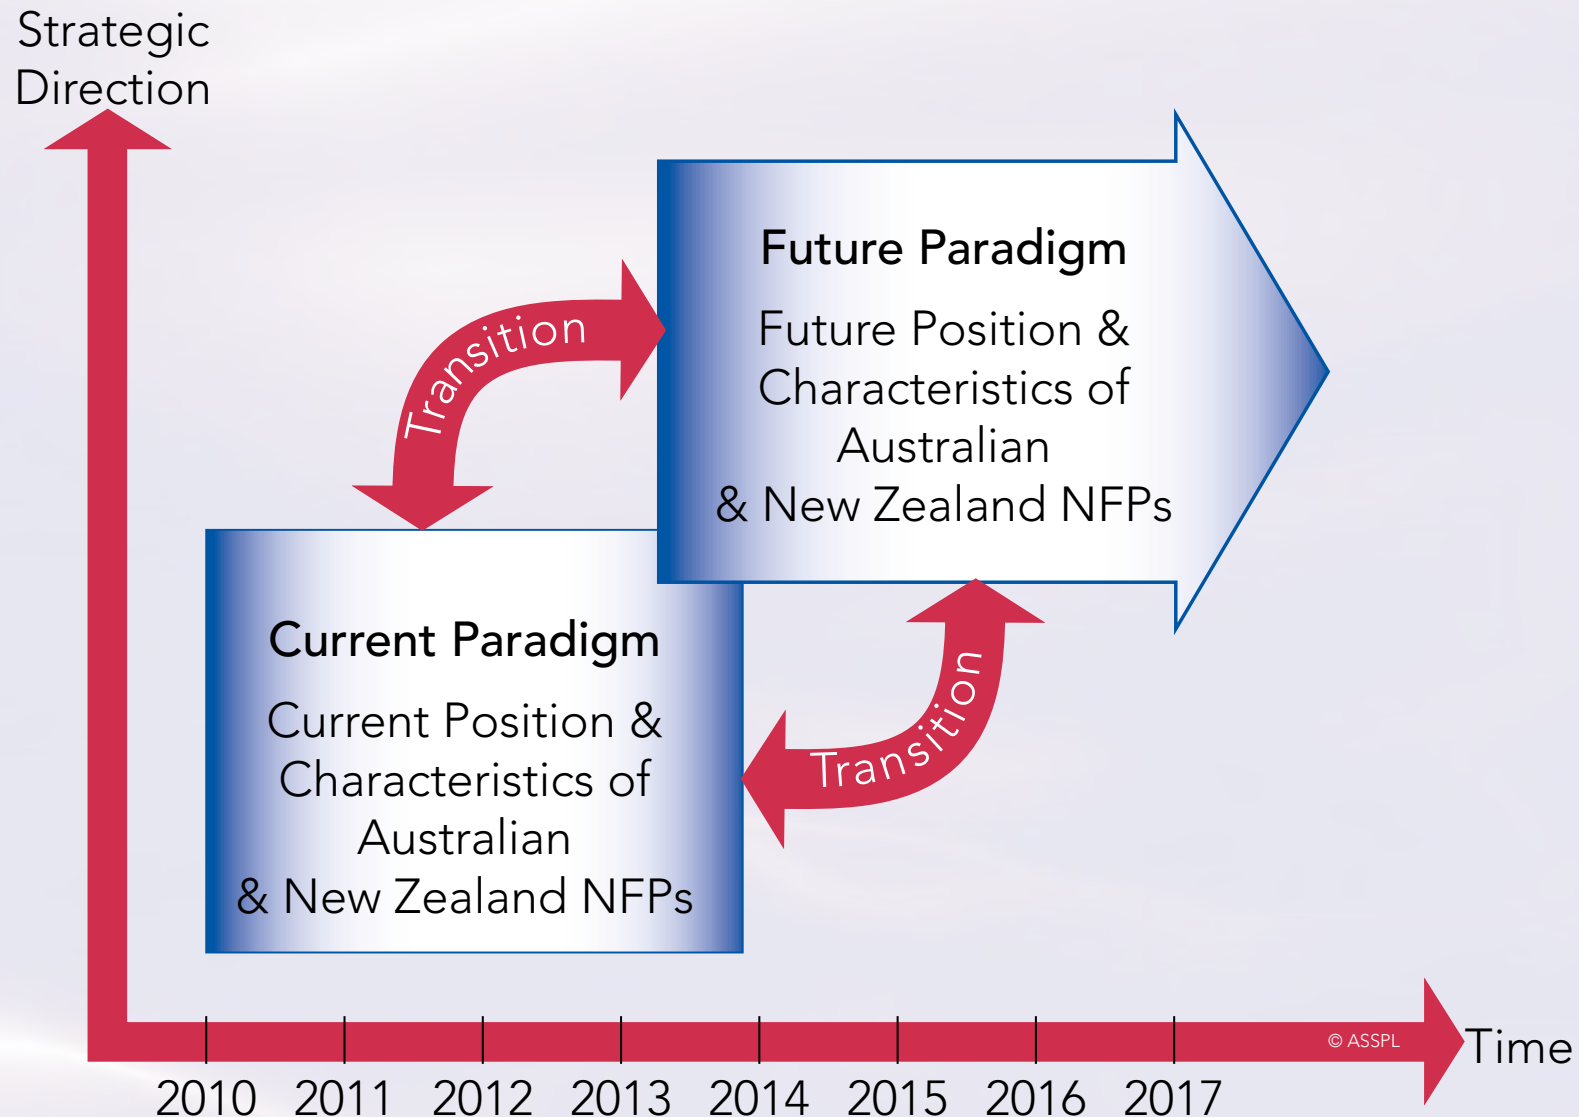 Strategic
Direction
Future Paradigm
Future Position &
Characteristics of
Australian
& New Zealand NFPs
Transition
Current Paradigm
Current Position &
Characteristics of
Australian
& New Zealand NFPs
Transition
© ASSPL
Time
2010 2011 2012 2013 2014 2015 2016 2017